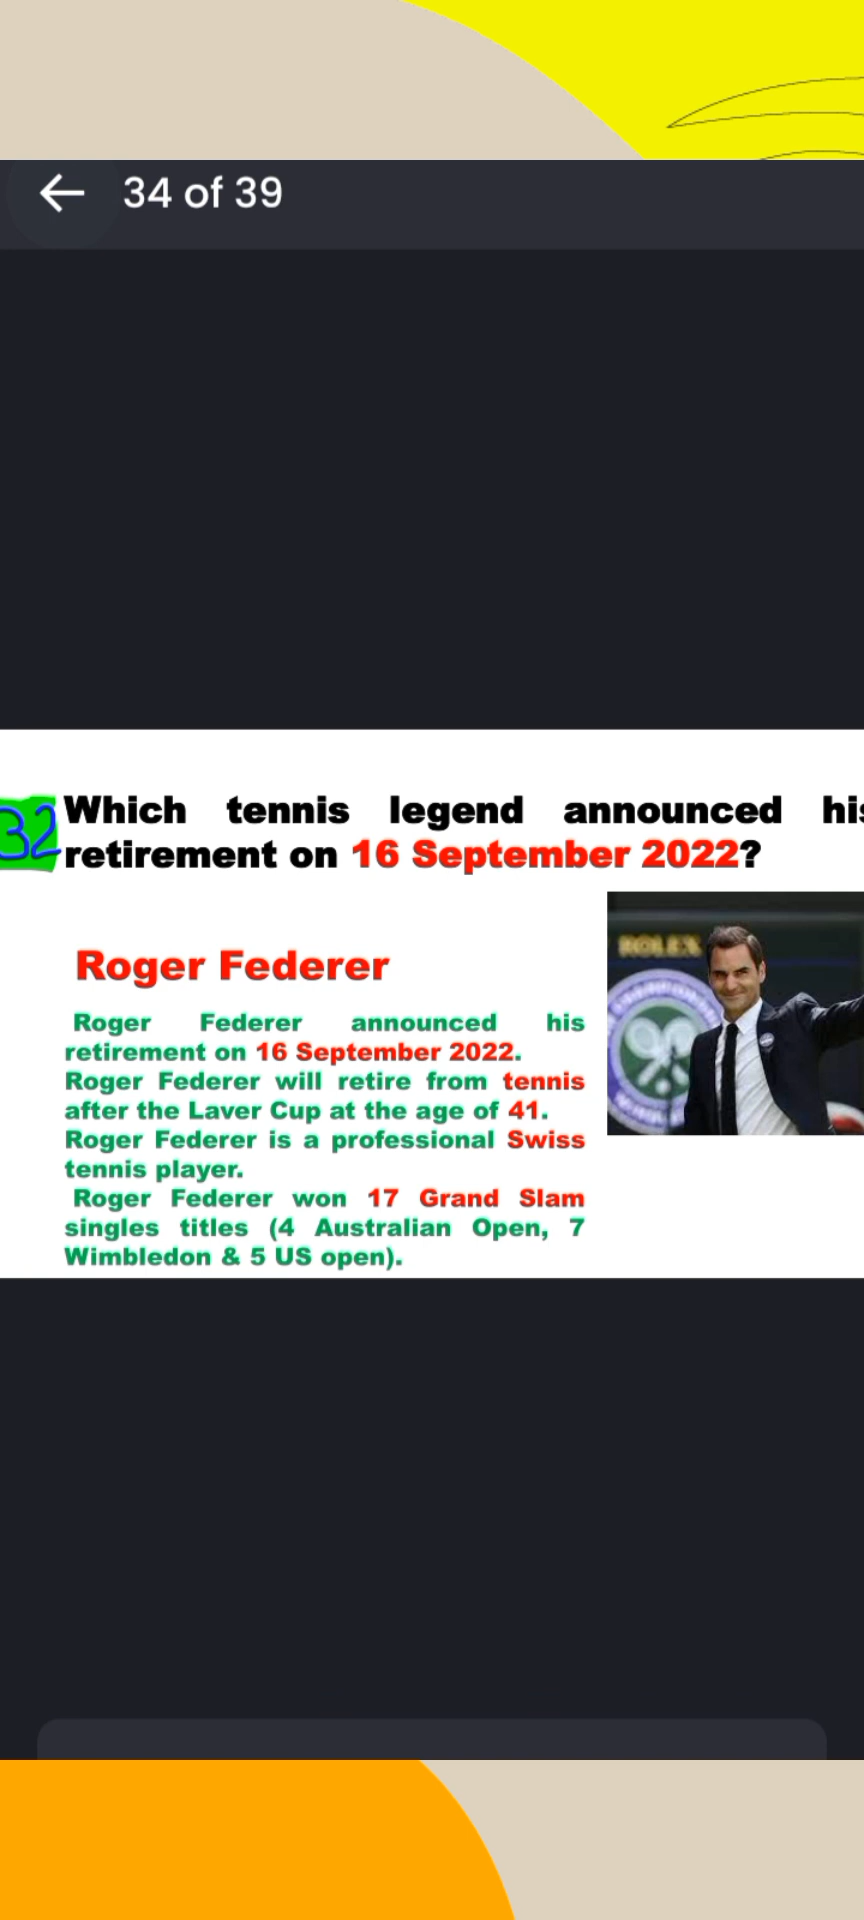 34 of 39
32
Which tennis legend announced his
retirement on 16 September 2022?
ROLEX
Roger Federer
Roger Federer announced his
retirement on 16 September 2022.
Roger Federer will retire from tennis
after the Laver Cup at the age of 41.
Roger Federer is a professional Swiss
tennis player.
Roger Federer won 17 Grand Slam
singles titles (4 Australian Open, 7
Wimbledon & 5 US open).